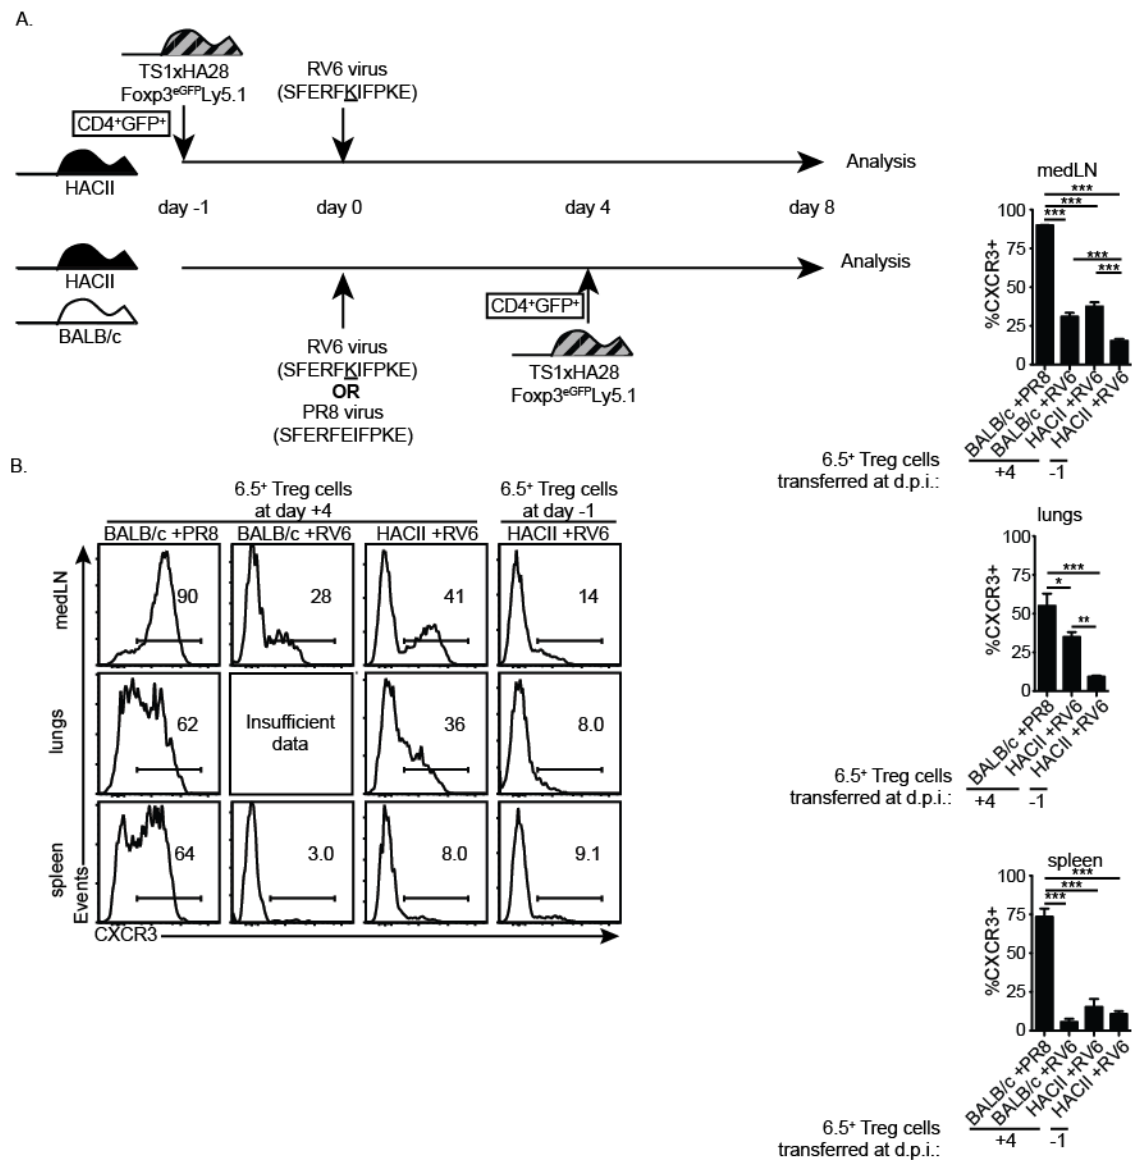 A.
TS1xHA28
Foxp3eGFPLy5.1
CD4+GFP+
RV6 virus
(SFERFKIFPKE)
HACII
Analysis
day -1
day 0
day 4
day 8
HACII
BALB/c
Analysis
RV6 virus
(SFERFKIFPKE)
OR
PR8 virus
(SFERFEIFPKE)
CD4+GFP+
TS1xHA28
Foxp3eGFPLy5.1
B.
6.5+ Treg cells
at day +4
6.5+ Treg cells
at day -1
BALB/c +PR8
BALB/c +RV6
HACII +RV6
HACII +RV6
medLN
90
28
41
14
lungs
62
Insufficient
data
36
8.0
spleen
64
3.0
8.0
9.1
Events
CXCR3
medLN
%CXCR3+
100
75
50
25
0
***
***
***
***
***
BALB/c +PR8
BALB/c +RV6
HACII +RV6
HACII +RV6
6.5+ Treg cells
transferred at d.p.i.:
+4
-1
lungs
%CXCR3+
100
75
50
25
0
***
*
**
BALB/c +PR8
HACII +RV6
HACII +RV6
6.5+ Treg cells
transferred at d.p.i.:
+4
-1
spleen
%CXCR3+
100
75
50
25
0
***
***
***
BALB/c +PR8
BALB/c +RV6
HACII +RV6
HACII +RV6
6.5+ Treg cells
transferred at d.p.i.:
+4
-1